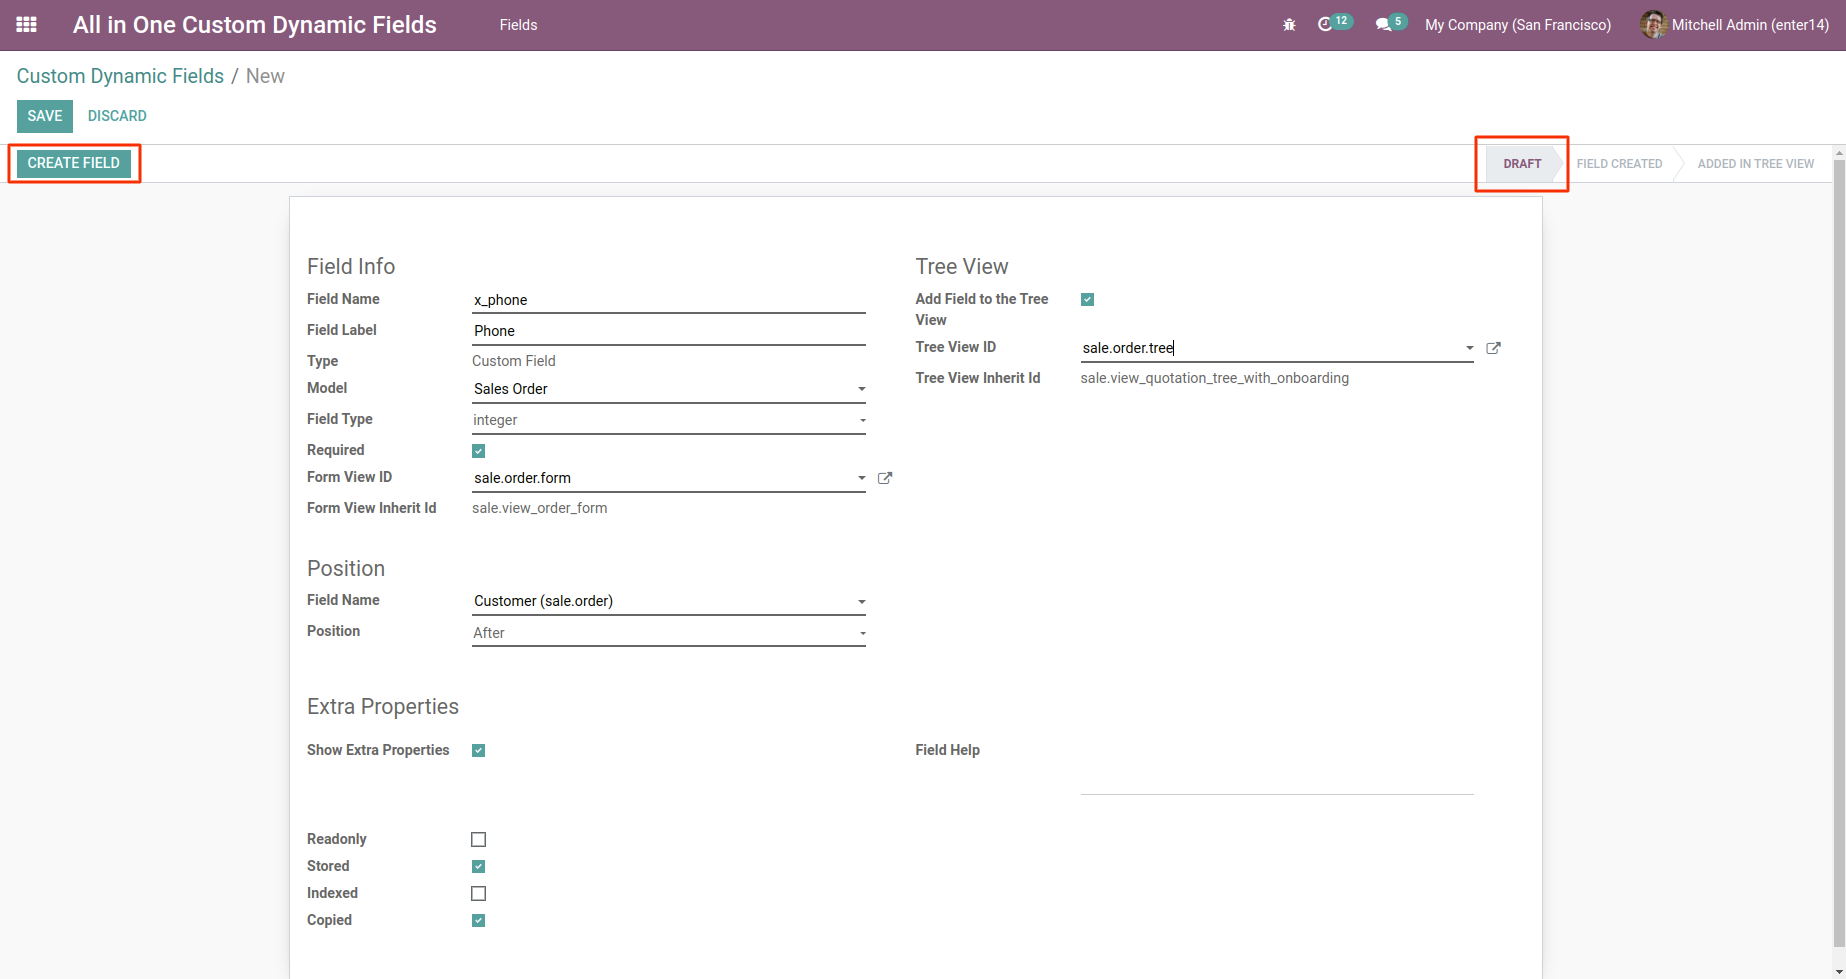 All in One Custom Dynamic Fields Fields 12 5 My Company (San Francisco) Mitchell Admin (enter14)
Custom Dynamic Fields / New
SAVE DISCARD
CREATE FIELD DRAFT FIELD CREATED ADDED IN TREE VIEW
Field Info
Field Name x_phone
Field Label Phone
Type Custom Field
Model Sales Order
Field Type integer
Required
Form View ID sale.order.form
Form View Inherit Id sale.view_order_form
Tree View
Add Field to the Tree
View
Tree View ID sale.order.tree
Tree View Inherit Id sale.view_quotation_tree_with_onboarding
Position
Field Name Customer (sale.order)
Position After
Extra Properties
Show Extra Properties
Field Help
Readonly
Stored
Indexed
Copied